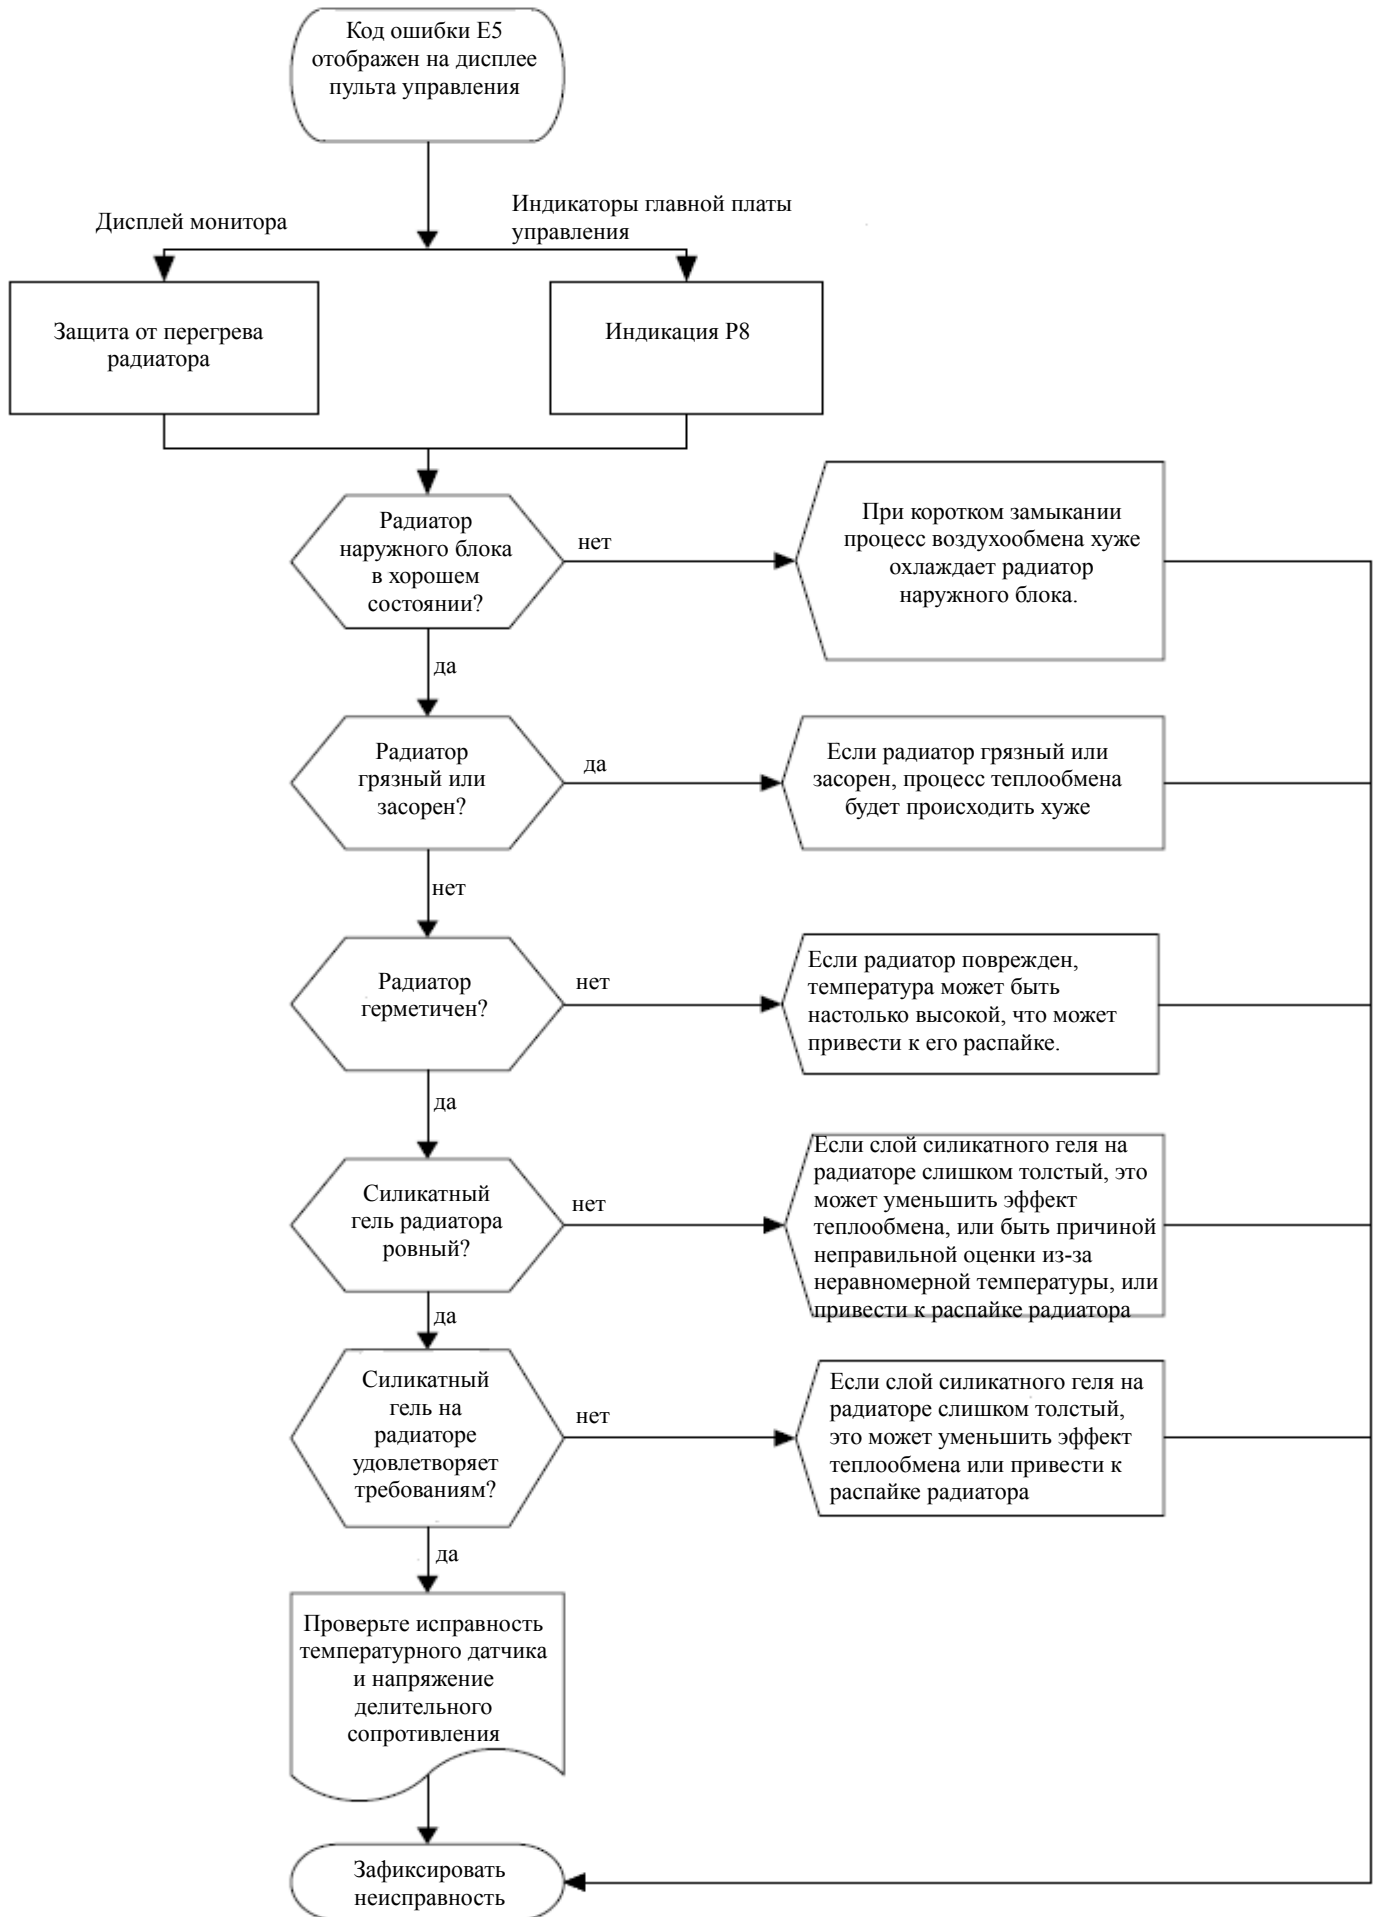 Код ошибки E5
отображен на дисплее
пульта управления
Дисплей монитора
Индикаторы главной платы
управления
Защита от перегрева
радиатора
Индикация P8
Радиатор
наружного блока
в хорошем
состоянии?
нет
При коротком замыкании
процесс воздухообмена хуже
охлаждает радиатор
наружного блока.
да
Радиатор
грязный или
засорен?
да
Если радиатор грязный или
засорен, процесс теплообмена
будет происходить хуже
нет
Радиатор
герметичен?
нет
Если радиатор поврежден,
температура может быть
настолько высокой, что может
привести к его распайке.
да
Силикатный
гель радиатора
ровный?
нет
Если слой силикатного геля на
радиаторе слишком толстый, это
может уменьшить эффект
теплообмена, или быть причиной
неправильной оценки из-за
неравномерной температуры, или
привести к распайке радиатора
да
Силикатный
гель на
радиаторе
удовлетворяет
требованиям?
нет
Если слой силикатного геля на
радиаторе слишком толстый,
это может уменьшить эффект
теплообмена или привести к
распайке радиатора
да
Проверьте исправность
температурного датчика
и напряжение
делительного
сопротивления
Зафиксировать
неисправность